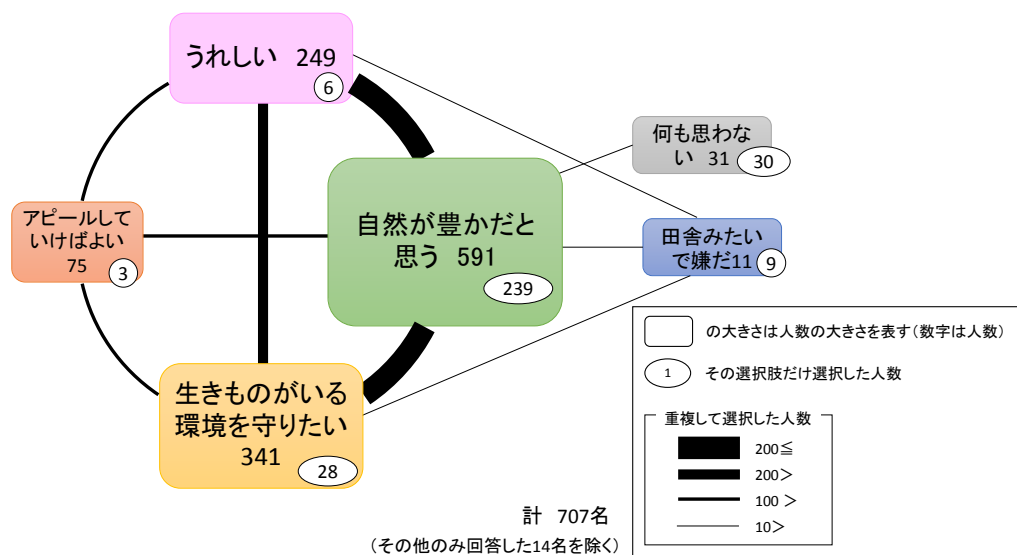 うれしい 249
6
何も思わな
い 31
30
自然が豊かだと
思う 591
239
アピールして
いけばよい
75
3
田舎みたい
で嫌だ11
9
生きものがいる
環境を守りたい
341
28
の大きさは人数の大きさを表す(数字は人数)
1 その選択肢だけ選択した人数
重複して選択した人数
200≦
200>
100 >
10>
計 707名
(その他のみ回答した14名を除く)